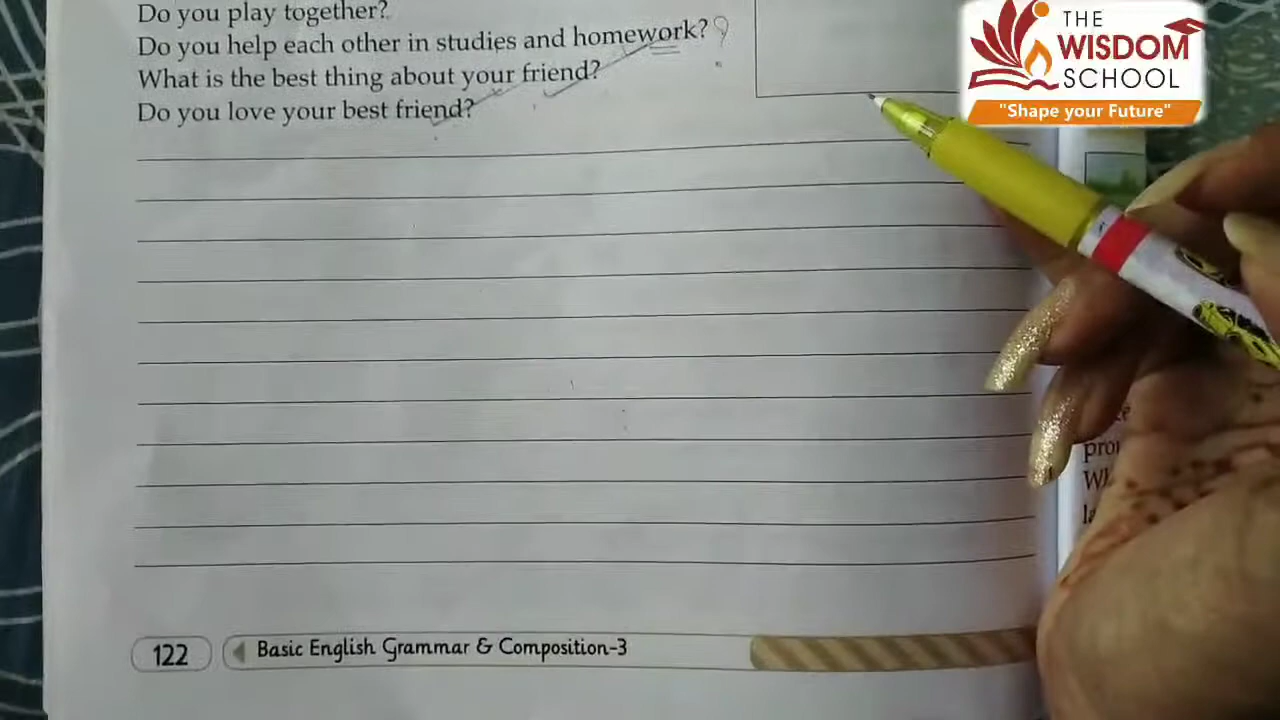 Do you play together?
Do you help each other in studies and homework? ?
What is the best thing about your friend?
Do you love your best friend?
THE
WISDOM
SCHOOL
"Shape your Future"
122
Basic English Grammar & Composition-3